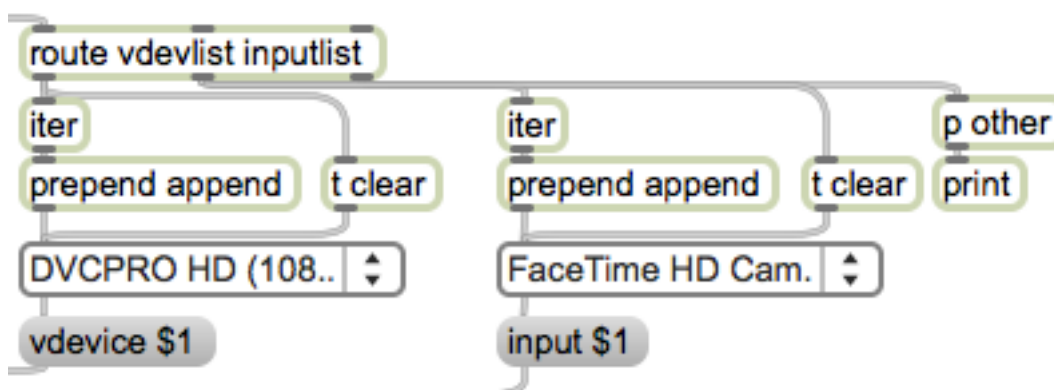 route vdevlist inputlist
iter
iter
p other
prepend append
t clear
prepend append
t clear
print
DVCPRO HD (108..
FaceTime HD Cam.
vdevice $1
input $1